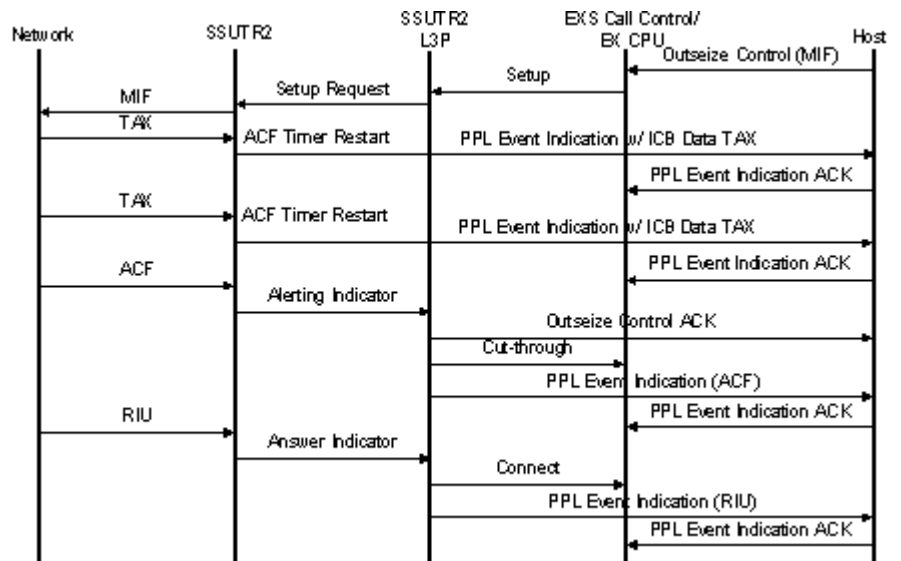 Network
SSUTR2
SSUTR2
L3P
EXS Call Control/
EX CPU
Host
Outseize Control (MIF)
Setup
Setup Request
MIF
TAX
ACF Timer Restart
PPL Event Indication w/ ICB Data TAX
PPL Event Indication ACK
TAX
ACF Timer Restart
PPL Event Indication w/ ICB Data TAX
PPL Event Indication ACK
ACF
Alerting Indicator
Outseize Control ACK
Cut-through
PPL Event Indication (ACF)
PPL Event Indication ACK
RIU
Answer Indicator
Connect
PPL Event Indication (RIU)
PPL Event Indication ACK